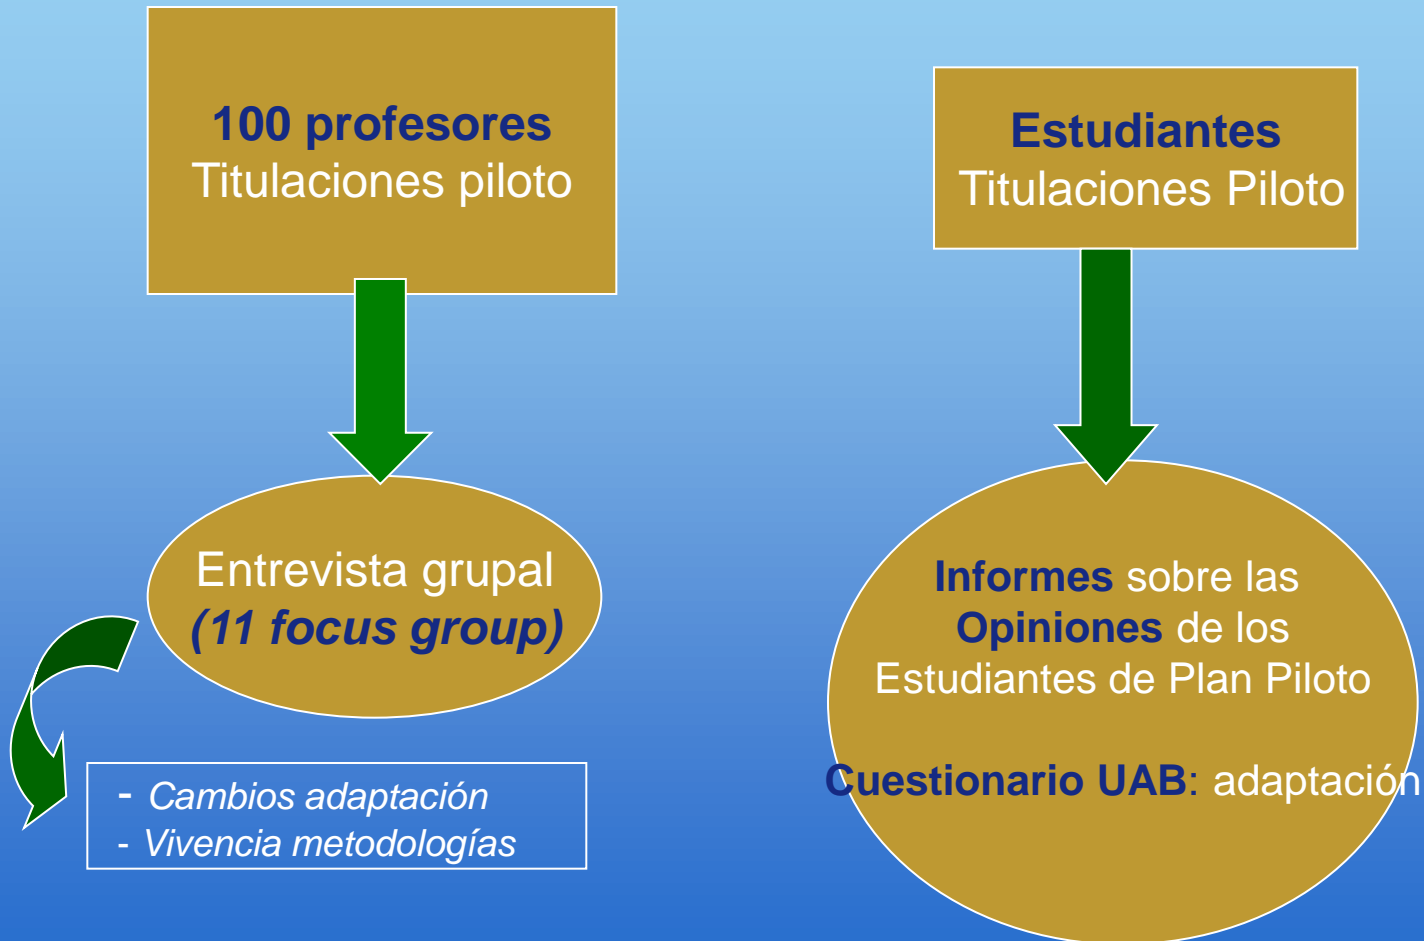 100 profesores
Titulaciones piloto
Entrevista grupal
(11 focus group)
- Cambios adaptación
- Vivencia metodologías
Estudiantes
Titulaciones Piloto
Informes sobre las
Opiniones de los
Estudiantes de Plan Piloto
Cuestionario UAB: adaptación